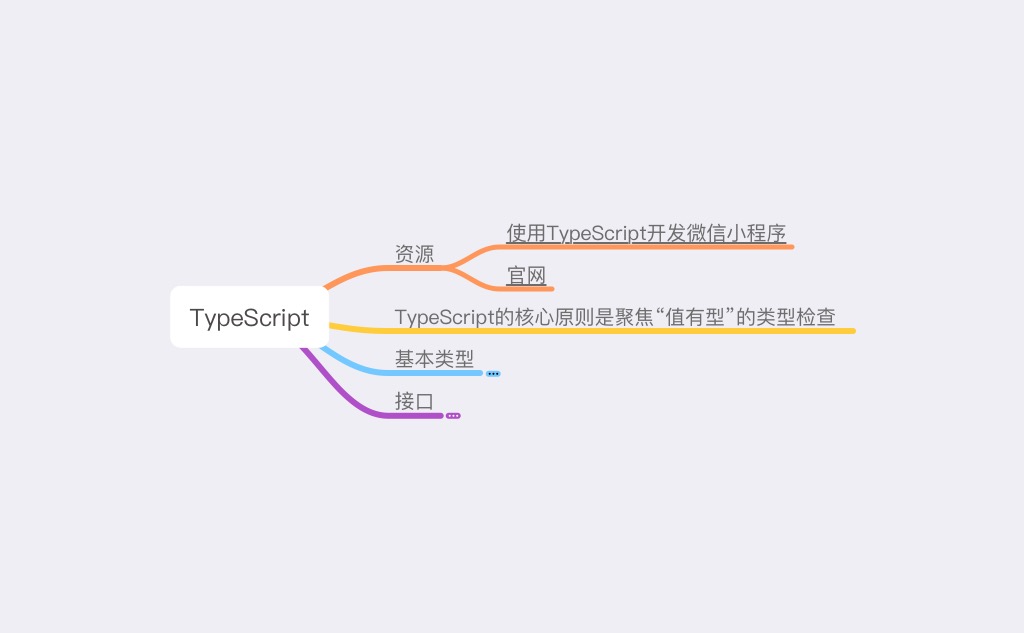 TypeScript
资源
使用TypeScript开发微信小程序
官网
TypeScript的核心原则是聚焦“值有型”的类型检查
基本类型
接口